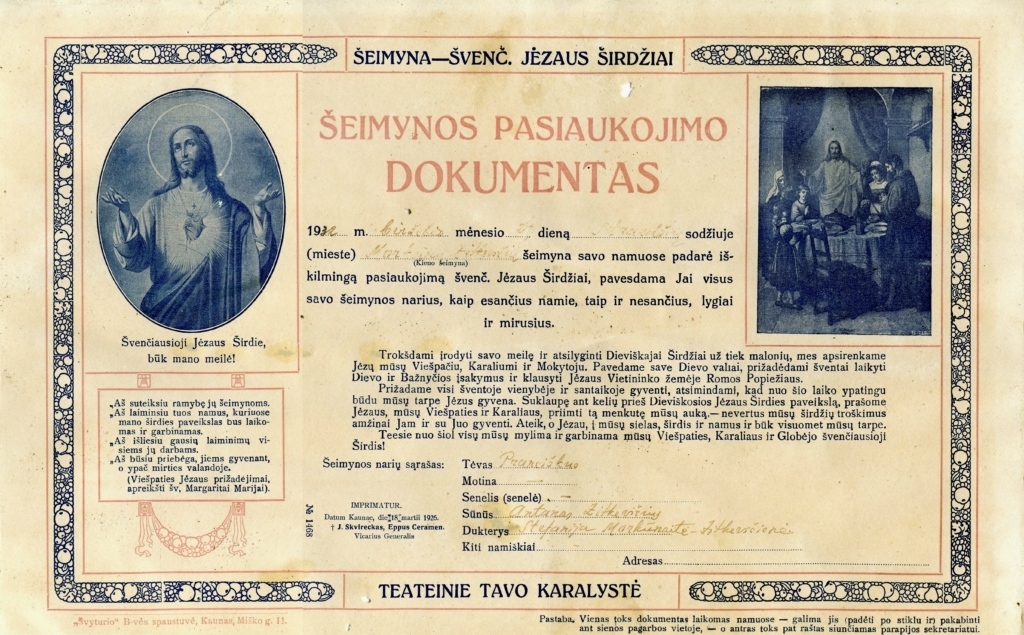 ŠEIMYNA—ŠVENČ. JĖZAUS ŠIRDŽIAI
ŠEIMYNOS PASIAUKOJIMO
DOKUMENTAS
19 m. birželio mėnesio dieną sodžiuje
(mieste) šeimyna savo namuose padarė iš-
(Kieno šeimyna)
kilmingą pasiaukojimą švenč. Jėzaus Širdžiai, pavesdama Jai visus
savo šeimynos narius, kaip esančius namie, taip ir nesančius, lygiai
ir mirusius.
Švenčiausioji Jėzaus Širdie,
būk mano meilė!
„Aš suteiksiu ramybę jų šeimynoms.
„Aš laiminsiu tuos namus, kuriuose
mano širdies paveikslas bus laiko-
mas ir garbinamas.
„Aš išliesiu gausių laiminimų vi-
siems jų darbams.
„Aš būsiu priebėga, jiems gyvenant,
o ypač mirties valandoje.
(Viešpaties Jėzaus prižadėjimai,
apreikšti šv. Margaritai Marijai).
Trokšdami įrodyti savo meilę ir atsilyginti Dieviškajai Širdžiai už tiek malonių, mes apsirenkame
Jėzų mūsų Viešpačiu, Karaliumi ir Mokytoju. Pavedame save Dievo valiai, prižadėdami šventai laikyti
Dievo ir Bažnyčios įsakymus ir klausyti Jėzaus Vietininko žemėje Romos Popiežiaus.
Prižadame visi šventoje vienybėje ir santaikoje gyventi, atsimindami, kad nuo šio laiko ypatingu
būdu mūsų tarpe Jėzus gyvena. Suklaupę ant kelių prieš Dieviškosios Jėzaus Širdies paveikslą, prašome
Jėzaus, mūsų Viešpaties ir Karaliaus, priimti tą menkutę mūsų auką,— nevertus mūsų širdžių troškimus
amžinai Jam ir su Juo gyventi. Ateik, o Jėzau, į mūsų sielas, širdis ir namus ir būk visuomet mūsų tarpe.
Teesie nuo šiol visų mūsų mylima ir garbinama mūsų Viešpaties, Karaliaus ir Globėjo švenčiausioji
Širdis!
Šeimynos narių sąrašas:
Tėvas Pranciškus
Motina —
Senelis (senelė) —
Sūnūs Antanas
Dukterys Stefanija
Kiti namiškiai
Adresas
№ 1468
IMPRIMATUR.
Datum Kaunae, die 18 martii 1926.
† J. Skvireckas, Eppus Ceramen.
Vicarius Generalis
TEATEINIE TAVO KARALYSTĖ
„Švyturio" B-vės spaustuvė, Kaunas, Miško g. 11.
Pastaba. Vienas toks dokumentas laikomas namuose — galima jis (padėti po stiklu ir) pakabinti
ant sienos pagarbos vietoje, — o antras toks pat raštas siunčiamas parapijos sekretariatui.